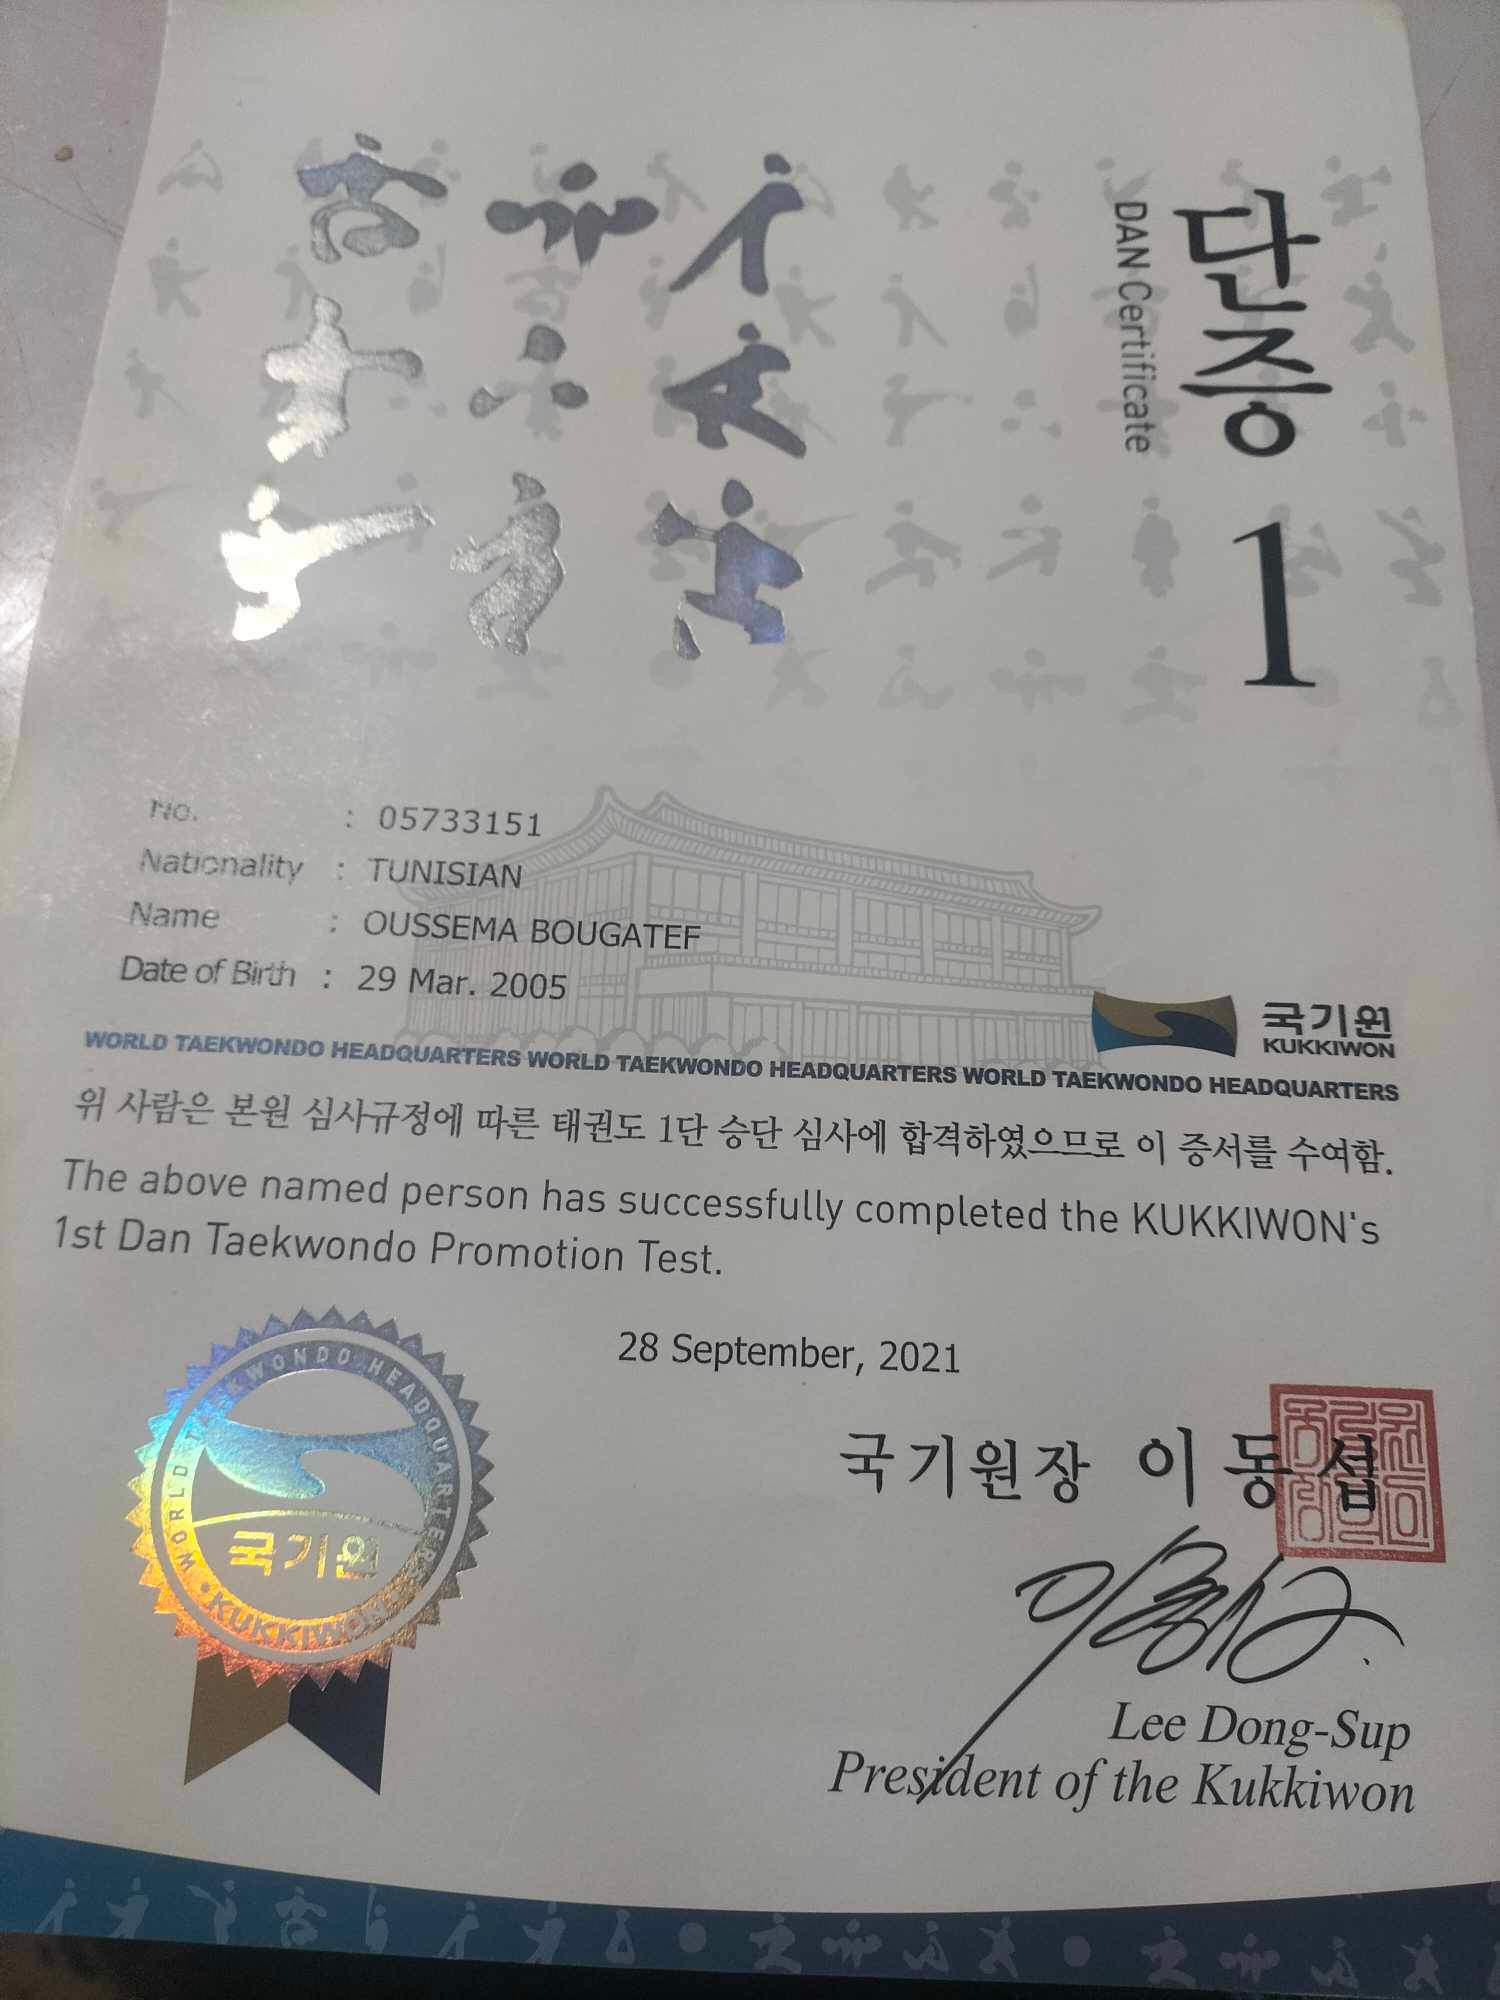 단증 1
DAN Certificate
No. : 05733151
Nationality : TUNISIAN
Name : OUSSEMA BOUGATEF
Date of Birth : 29 Mar. 2005
국기원
KUKKIWON
WORLD TAEKWONDO HEADQUARTERS WORLD TAEKWONDO HEADQUARTERS WORLD TAEKWONDO HEADQUARTERS
위 사람은 본원 심사규정에 따른 태권도 1단 승단 심사에 합격하였으므로 이 증서를 수여함.
The above named person has successfully completed the KUKKIWON's
1st Dan Taekwondo Promotion Test.
28 September, 2021
WORLD TAEKWONDO HEADQUARTERS
국기원
KUKKIWON
국기원장 이동섭
Lee Dong-Sup
President of the Kukkiwon